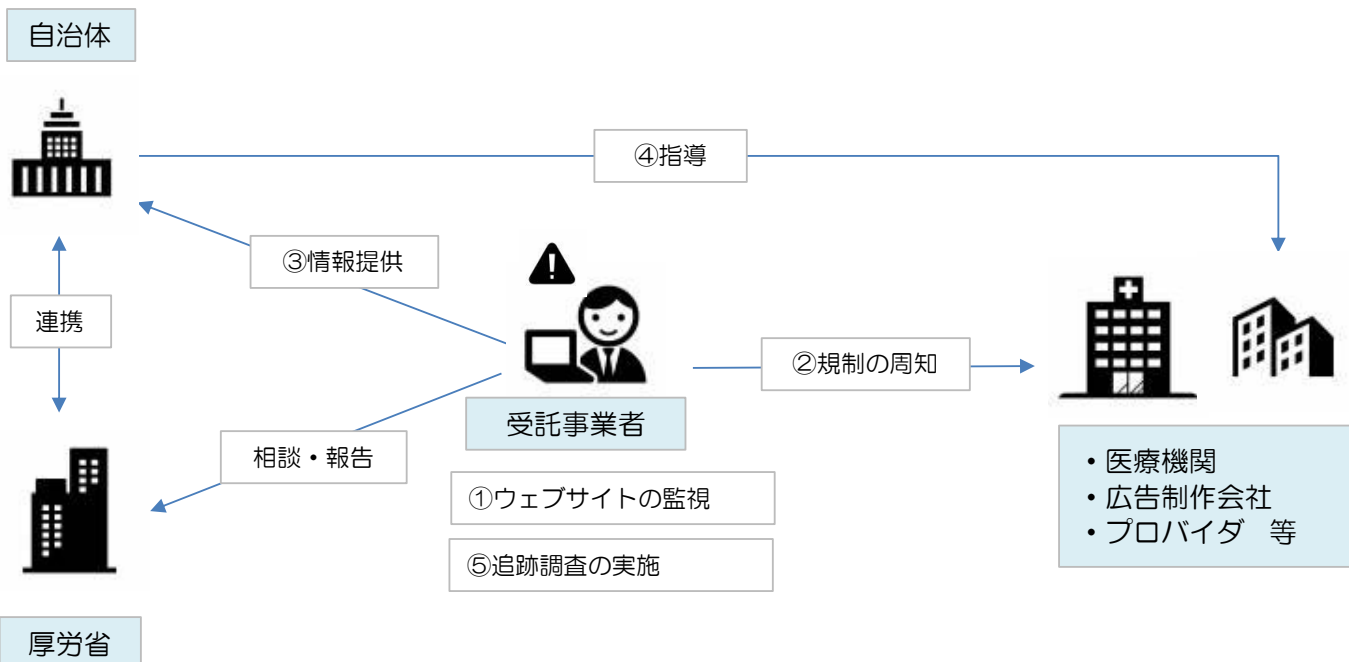 自治体
④指導
③情報提供
連携
②規制の周知
受託事業者
相談・報告
①ウェブサイトの監視
⑤追跡調査の実施
・医療機関
・広告制作会社
・プロバイダ　等
厚労省